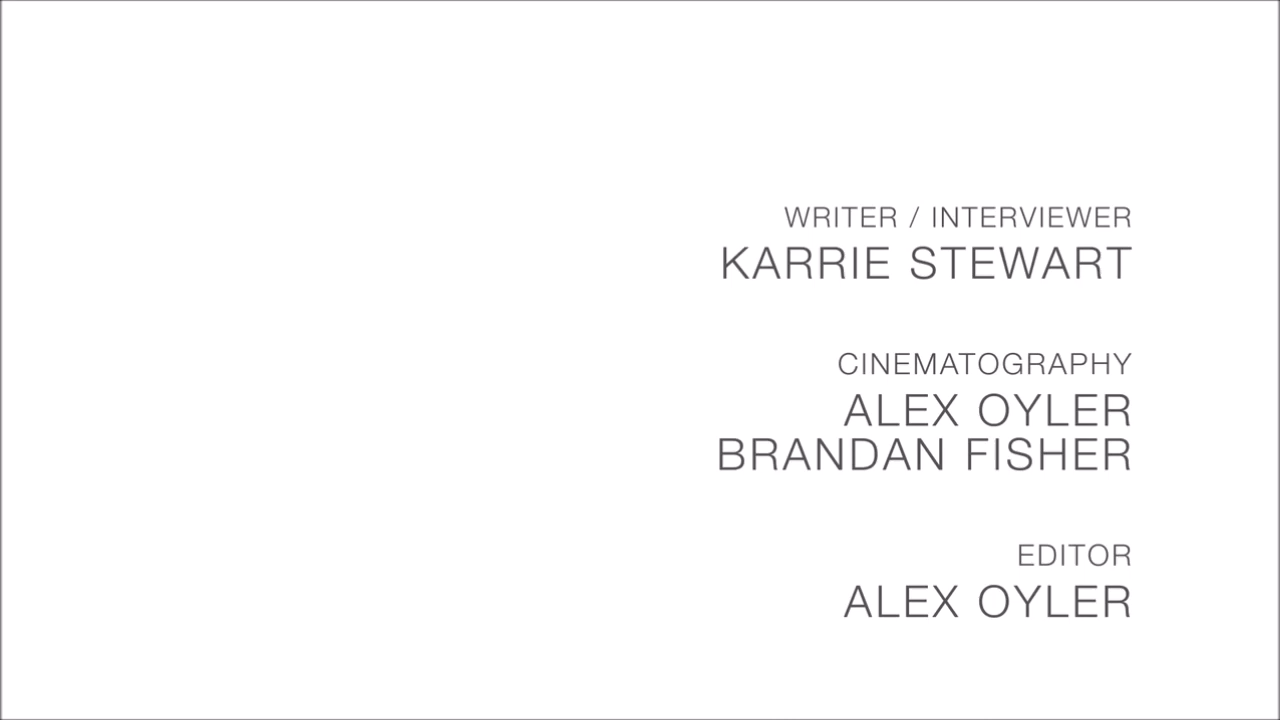 WRITER / INTERVIEWER
KARRIE STEWART
CINEMATOGRAPHY
ALEX OYLER
BRANDAN FISHER
EDITOR
ALEX OYLER